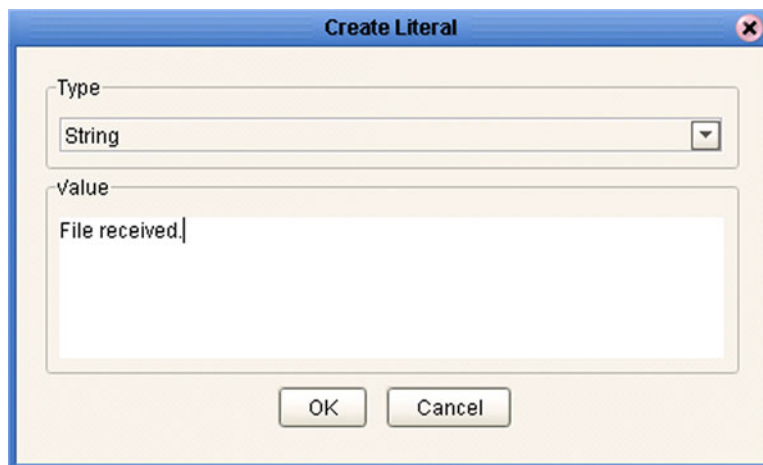 Create Literal
Type
String
Value
File received.
OK
Cancel